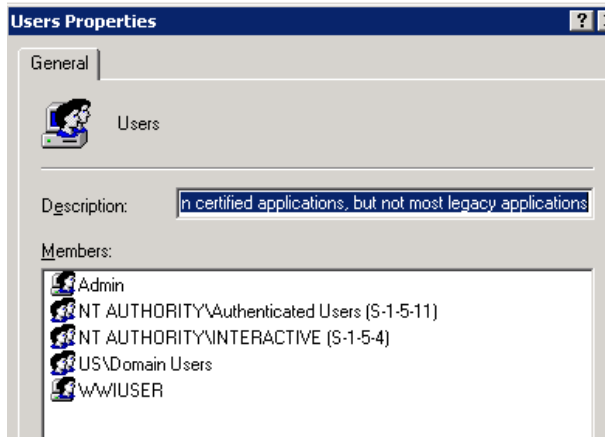 Users Properties
?
General
Users
Description: n certified applications, but not most legacy applications
Members:
Admin
NT AUTHORITY\Authenticated Users (S-1-5-11)
NT AUTHORITY\INTERACTIVE (S-1-5-4)
US\Domain Users
WWIUSER